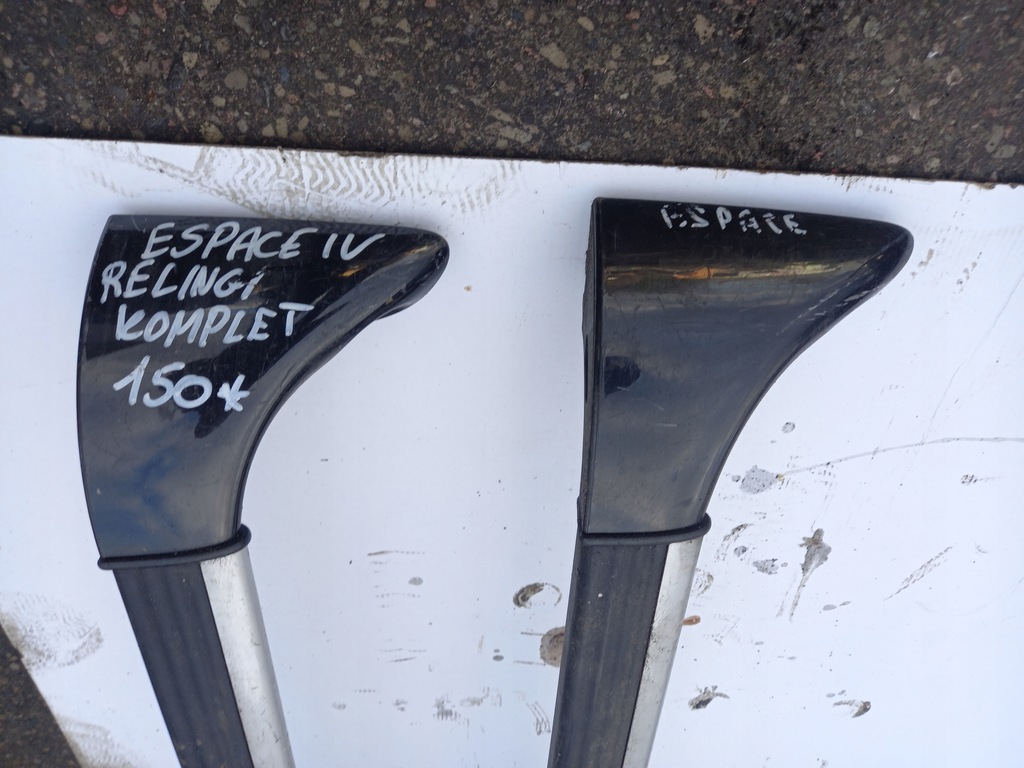 ESPACE IV
RELINGI
KOMPLET
150*
ESPACE